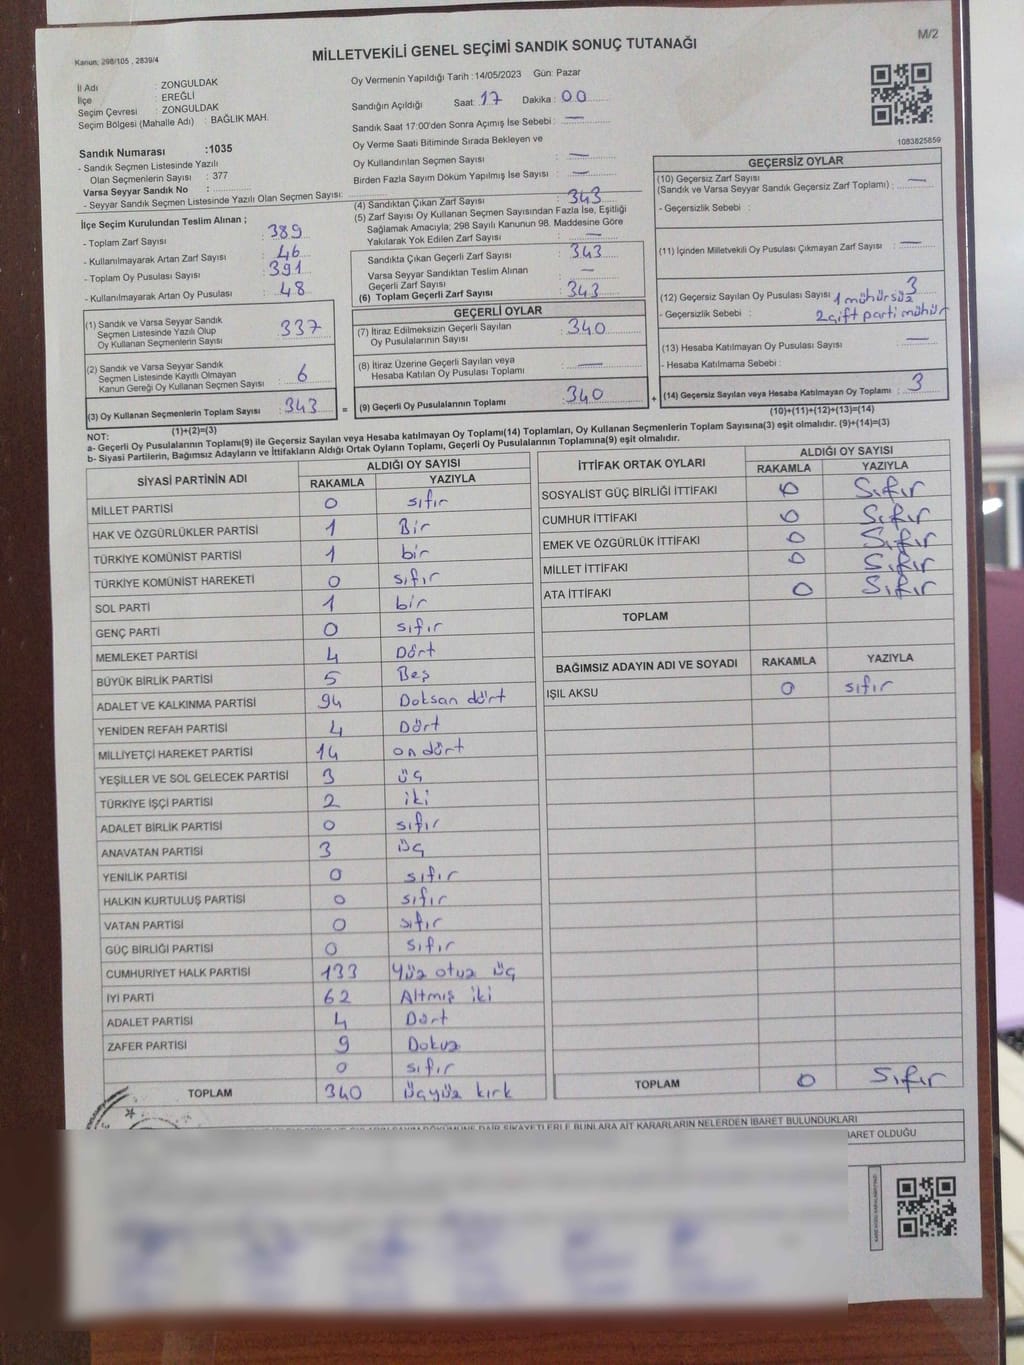 M/2
Kanun; 298/105 , 2839/4
MİLLETVEKİLİ GENEL SEÇİMİ SANDIK SONUÇ TUTANAĞI
İl Adı : ZONGULDAK
İlçe : EREĞLİ
Seçim Çevresi : ZONGULDAK
Seçim Bölgesi (Mahalle Adı) : BAĞLIK MAH.
Oy Vermenin Yapıldığı Tarih : 14/05/2023 Gün: Pazar
Sandığın Açıldığı Saat : 17 Dakika : 00
Sandık Saat 17:00'den Sonra Açılmış İse Sebebi : —
Oy Verme Saati Bitiminde Sırada Bekleyen ve
Oy Kullandırılan Seçmen Sayısı : —
Birden Fazla Sayım Döküm Yapılmış İse Sayısı : —
1083825859
Sandık Numarası :1035
- Sandık Seçmen Listesinde Yazılı
Olan Seçmenlerin Sayısı : 377
Varsa Seyyar Sandık No :
- Seyyar Sandık Seçmen Listesinde Yazılı Olan Seçmen Sayısı:
İlçe Seçim Kurulundan Teslim Alınan ;
- Toplam Zarf Sayısı : 389
- Kullanılmayarak Artan Zarf Sayısı : 46
- Toplam Oy Pusulası Sayısı : 391
- Kullanılmayarak Artan Oy Pusulası : 48
(1) Sandık ve Varsa Seyyar Sandık
Seçmen Listesinde Yazılı Olup
Oy Kullanan Seçmenlerin Sayısı : 337
(2) Sandık ve Varsa Seyyar Sandık
Seçmen Listesinde Kayıtlı Olmayan
Kanun Gereği Oy Kullanan Seçmen Sayısı : 6
(3) Oy Kullanan Seçmenlerin Toplam Sayısı : 343
(1)+(2)=(3)
(4) Sandıktan Çıkan Zarf Sayısı : 343
(5) Zarf Sayısı Oy Kullanan Seçmen Sayısından Fazla İse, Eşitliği
Sağlamak Amacıyla; 298 Sayılı Kanunun 98. Maddesine Göre
Yakılarak Yok Edilen Zarf Sayısı : —
Sandıkta Çıkan Geçerli Zarf Sayısı : 343
Varsa Seyyar Sandıktan Teslim Alınan
Geçerli Zarf Sayısı : —
(6) Toplam Geçerli Zarf Sayısı : 343
GEÇERLİ OYLAR
(7) İtiraz Edilmeksizin Geçerli Sayılan
Oy Pusulalarının Sayısı : 340
(8) İtiraz Üzerine Geçerli Sayılan veya
Hesaba Katılan Oy Pusulası Toplamı : —
= (9) Geçerli Oy Pusulalarının Toplamı : 340 +
GEÇERSİZ OYLAR
(10) Geçersiz Zarf Sayısı
(Sandık ve Varsa Seyyar Sandık Geçersiz Zarf Toplamı) : —
- Geçersizlik Sebebi :
(11) İçinden Milletvekili Oy Pusulası Çıkmayan Zarf Sayısı : —
(12) Geçersiz Sayılan Oy Pusulası Sayısı : 3
- Geçersizlik Sebebi : 1 mühürsüz
2 çift parti mühür
(13) Hesaba Katılmayan Oy Pusulası Sayısı : —
- Hesaba Katılmama Sebebi :
(14) Geçersiz Sayılan veya Hesaba Katılmayan Oy Toplamı : 3
(10)+(11)+(12)+(13)=(14)
NOT:
a- Geçerli Oy Pusulalarının Toplamı(9) ile Geçersiz Sayılan veya Hesaba katılmayan Oy Toplamı(14) Toplamları, Oy Kullanan Seçmenlerin Toplam Sayısına(3) eşit olmalıdır. (9)+(14)=(3)
b- Siyasi Partilerin, Bağımsız Adayların ve İttifakların Aldığı Ortak Oyların Toplamı, Geçerli Oy Pusulalarının Toplamına(9) eşit olmalıdır.
SİYASİ PARTİNİN ADI ALDIĞI OY SAYISI
RAKAMLA YAZIYLA
MİLLET PARTİSİ 0 sıfır
HAK VE ÖZGÜRLÜKLER PARTİSİ 1 Bir
TÜRKİYE KOMÜNİST PARTİSİ 1 bir
TÜRKİYE KOMÜNİST HAREKETİ 0 sıfır
SOL PARTİ 1 bir
GENÇ PARTİ 0 sıfır
MEMLEKET PARTİSİ 4 Dört
BÜYÜK BİRLİK PARTİSİ 5 Beş
ADALET VE KALKINMA PARTİSİ 94 Doksan dört
YENİDEN REFAH PARTİSİ 4 Dört
MİLLİYETÇİ HAREKET PARTİSİ 14 on dört
YEŞİLLER VE SOL GELECEK PARTİSİ 3 üç
TÜRKİYE İŞÇİ PARTİSİ 2 iki
ADALET BİRLİK PARTİSİ 0 sıfır
ANAVATAN PARTİSİ 3 üç
YENİLİK PARTİSİ 0 sıfır
HALKIN KURTULUŞ PARTİSİ 0 sıfır
VATAN PARTİSİ 0 sıfır
GÜÇ BİRLİĞİ PARTİSİ 0 sıfır
CUMHURİYET HALK PARTİSİ 133 Yüz otuz üç
İYİ PARTİ 62 Altmış iki
ADALET PARTİSİ 4 Dört
ZAFER PARTİSİ 9 Dokuz
0 sıfır
TOPLAM 340 üçyüz kırk
İTTİFAK ORTAK OYLARI ALDIĞI OY SAYISI
RAKAMLA YAZIYLA
SOSYALİST GÜÇ BİRLİĞİ İTTİFAKI 0 Sıfır
CUMHUR İTTİFAKI 0 Sıfır
EMEK VE ÖZGÜRLÜK İTTİFAKI 0 Sıfır
MİLLET İTTİFAKI 0 Sıfır
ATA İTTİFAKI 0 Sıfır
TOPLAM
BAĞIMSIZ ADAYIN ADI VE SOYADI RAKAMLA YAZIYLA
IŞIL AKSU 0 sıfır
TOPLAM 0 Sıfır
DÖKÜMÜNE DAİR ŞİKAYETLERLE BUNLARA AİT KARARLARIN NELERDEN İBARET BULUNDUKLARI
İBARET OLDUĞU